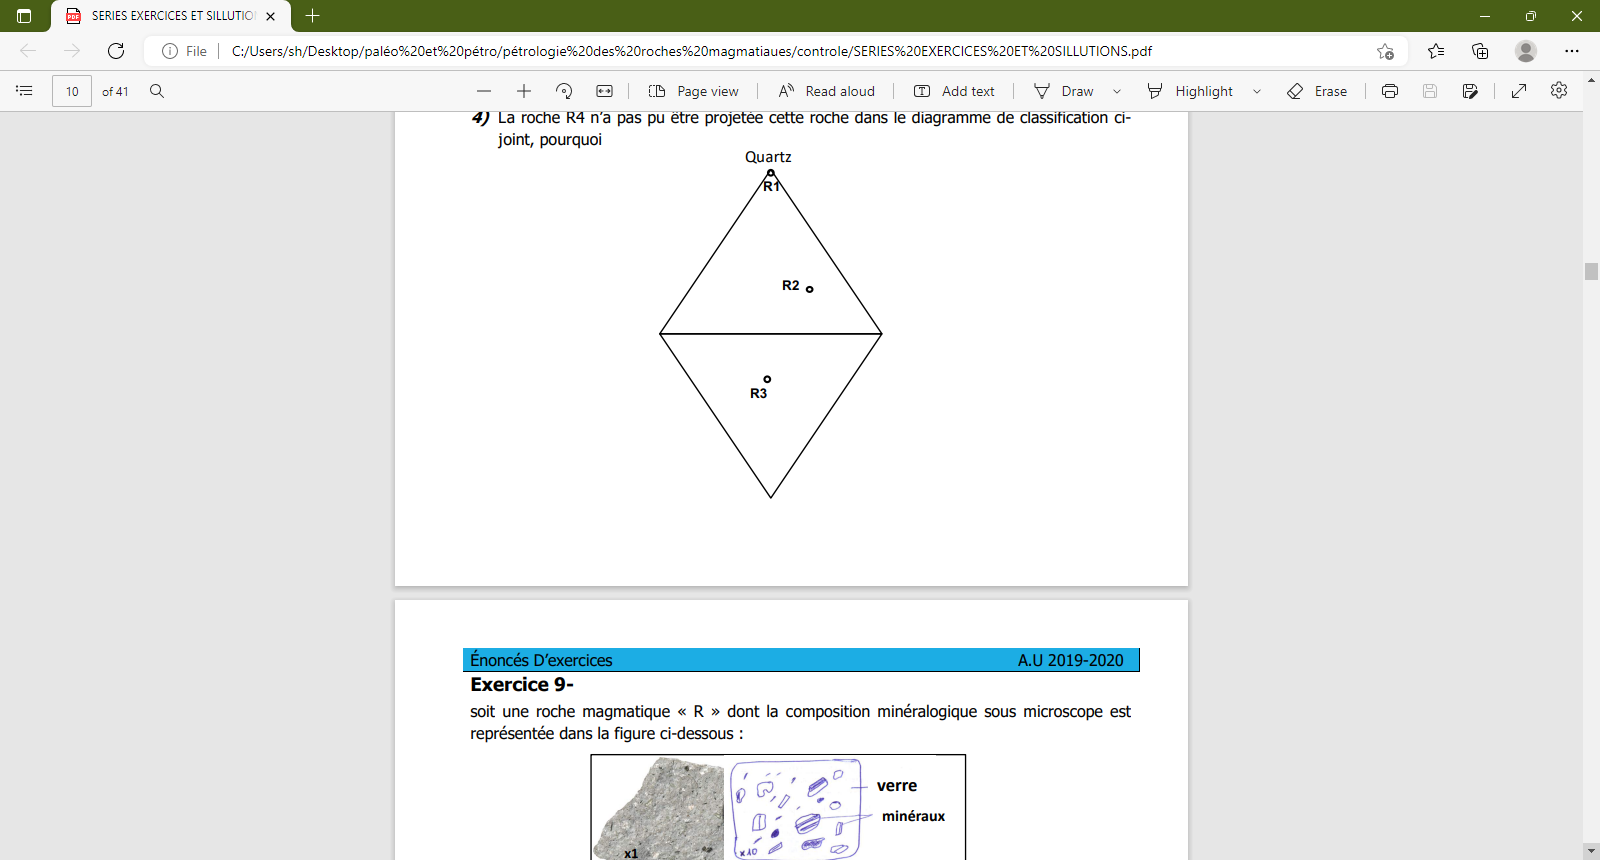 SERIES EXERCICES ET SILLUTIO
File
C:/Users/sh/Desktop/paléo%20et%20pétro/pétrologie%20des%20roches%20magmatiaues/controle/SERIES%20EXERCICES%20ET%20SILLUTIONS.pdf
10 of 41
Page view
Read aloud
Add text
Draw
Highlight
Erase
4) La roche R4 n'a pas pu être projetée cette roche dans le diagramme de classification ci-
joint, pourquoi
Quartz
R1
R2
R3
Énoncés D'exercices A.U 2019-2020
Exercice 9-
soit une roche magmatique « R » dont la composition minéralogique sous microscope est
représentée dans la figure ci-dessous :
verre
minéraux
x1
x10